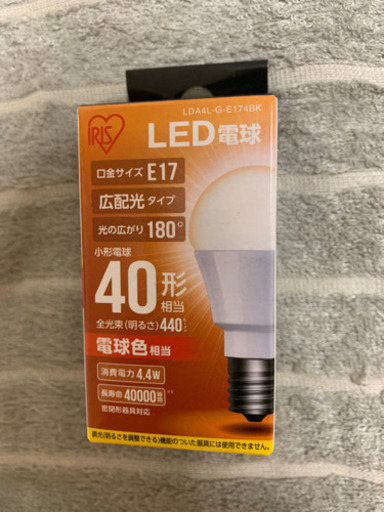 LDA4L-G-E174BK
IRIS
LED電球
口金サイズ E17
広配光 タイプ
光の広がり 180°
小形電球
40形
相当
全光束(明るさ)440
電球色相当
消費電力 4.4W
長寿命 40000時間
密閉形器具対応
調光(明るさを調整できる)機能のついた器具には使用できません。